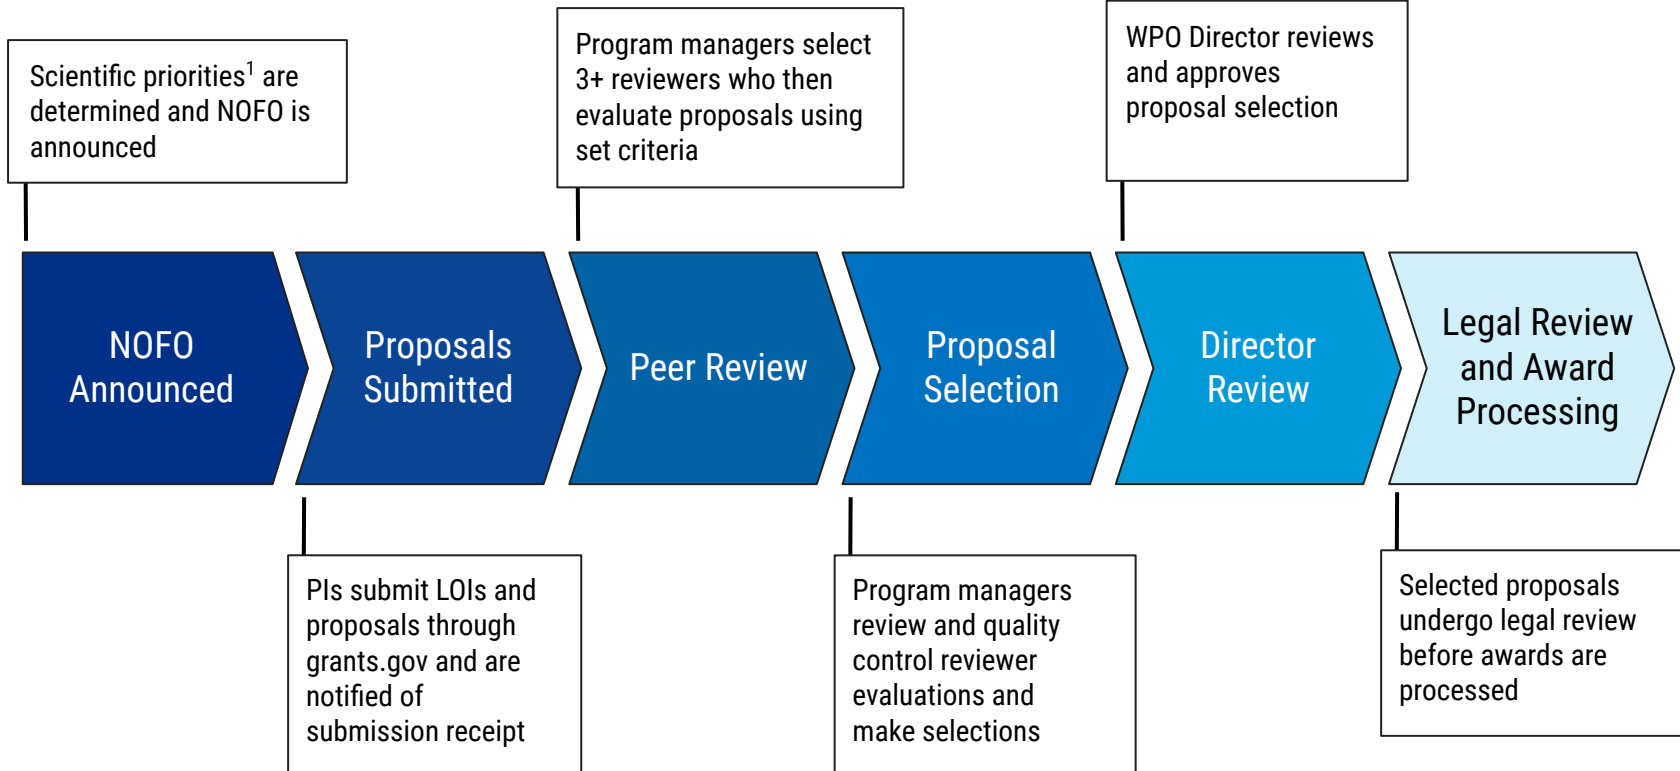 Scientific priorities¹ are
determined and NOFO is
announced
Program managers select
3+ reviewers who then
evaluate proposals using
set criteria
WPO Director reviews
and approves
proposal selection
NOFO
Announced
Proposals
Submitted
Peer Review
Proposal
Selection
Director
Review
Legal Review
and Award
Processing
PIs submit LOIs and
proposals through
grants.gov and are
notified of
submission receipt
Program managers
review and quality
control reviewer
evaluations and
make selections
Selected proposals
undergo legal review
before awards are
processed